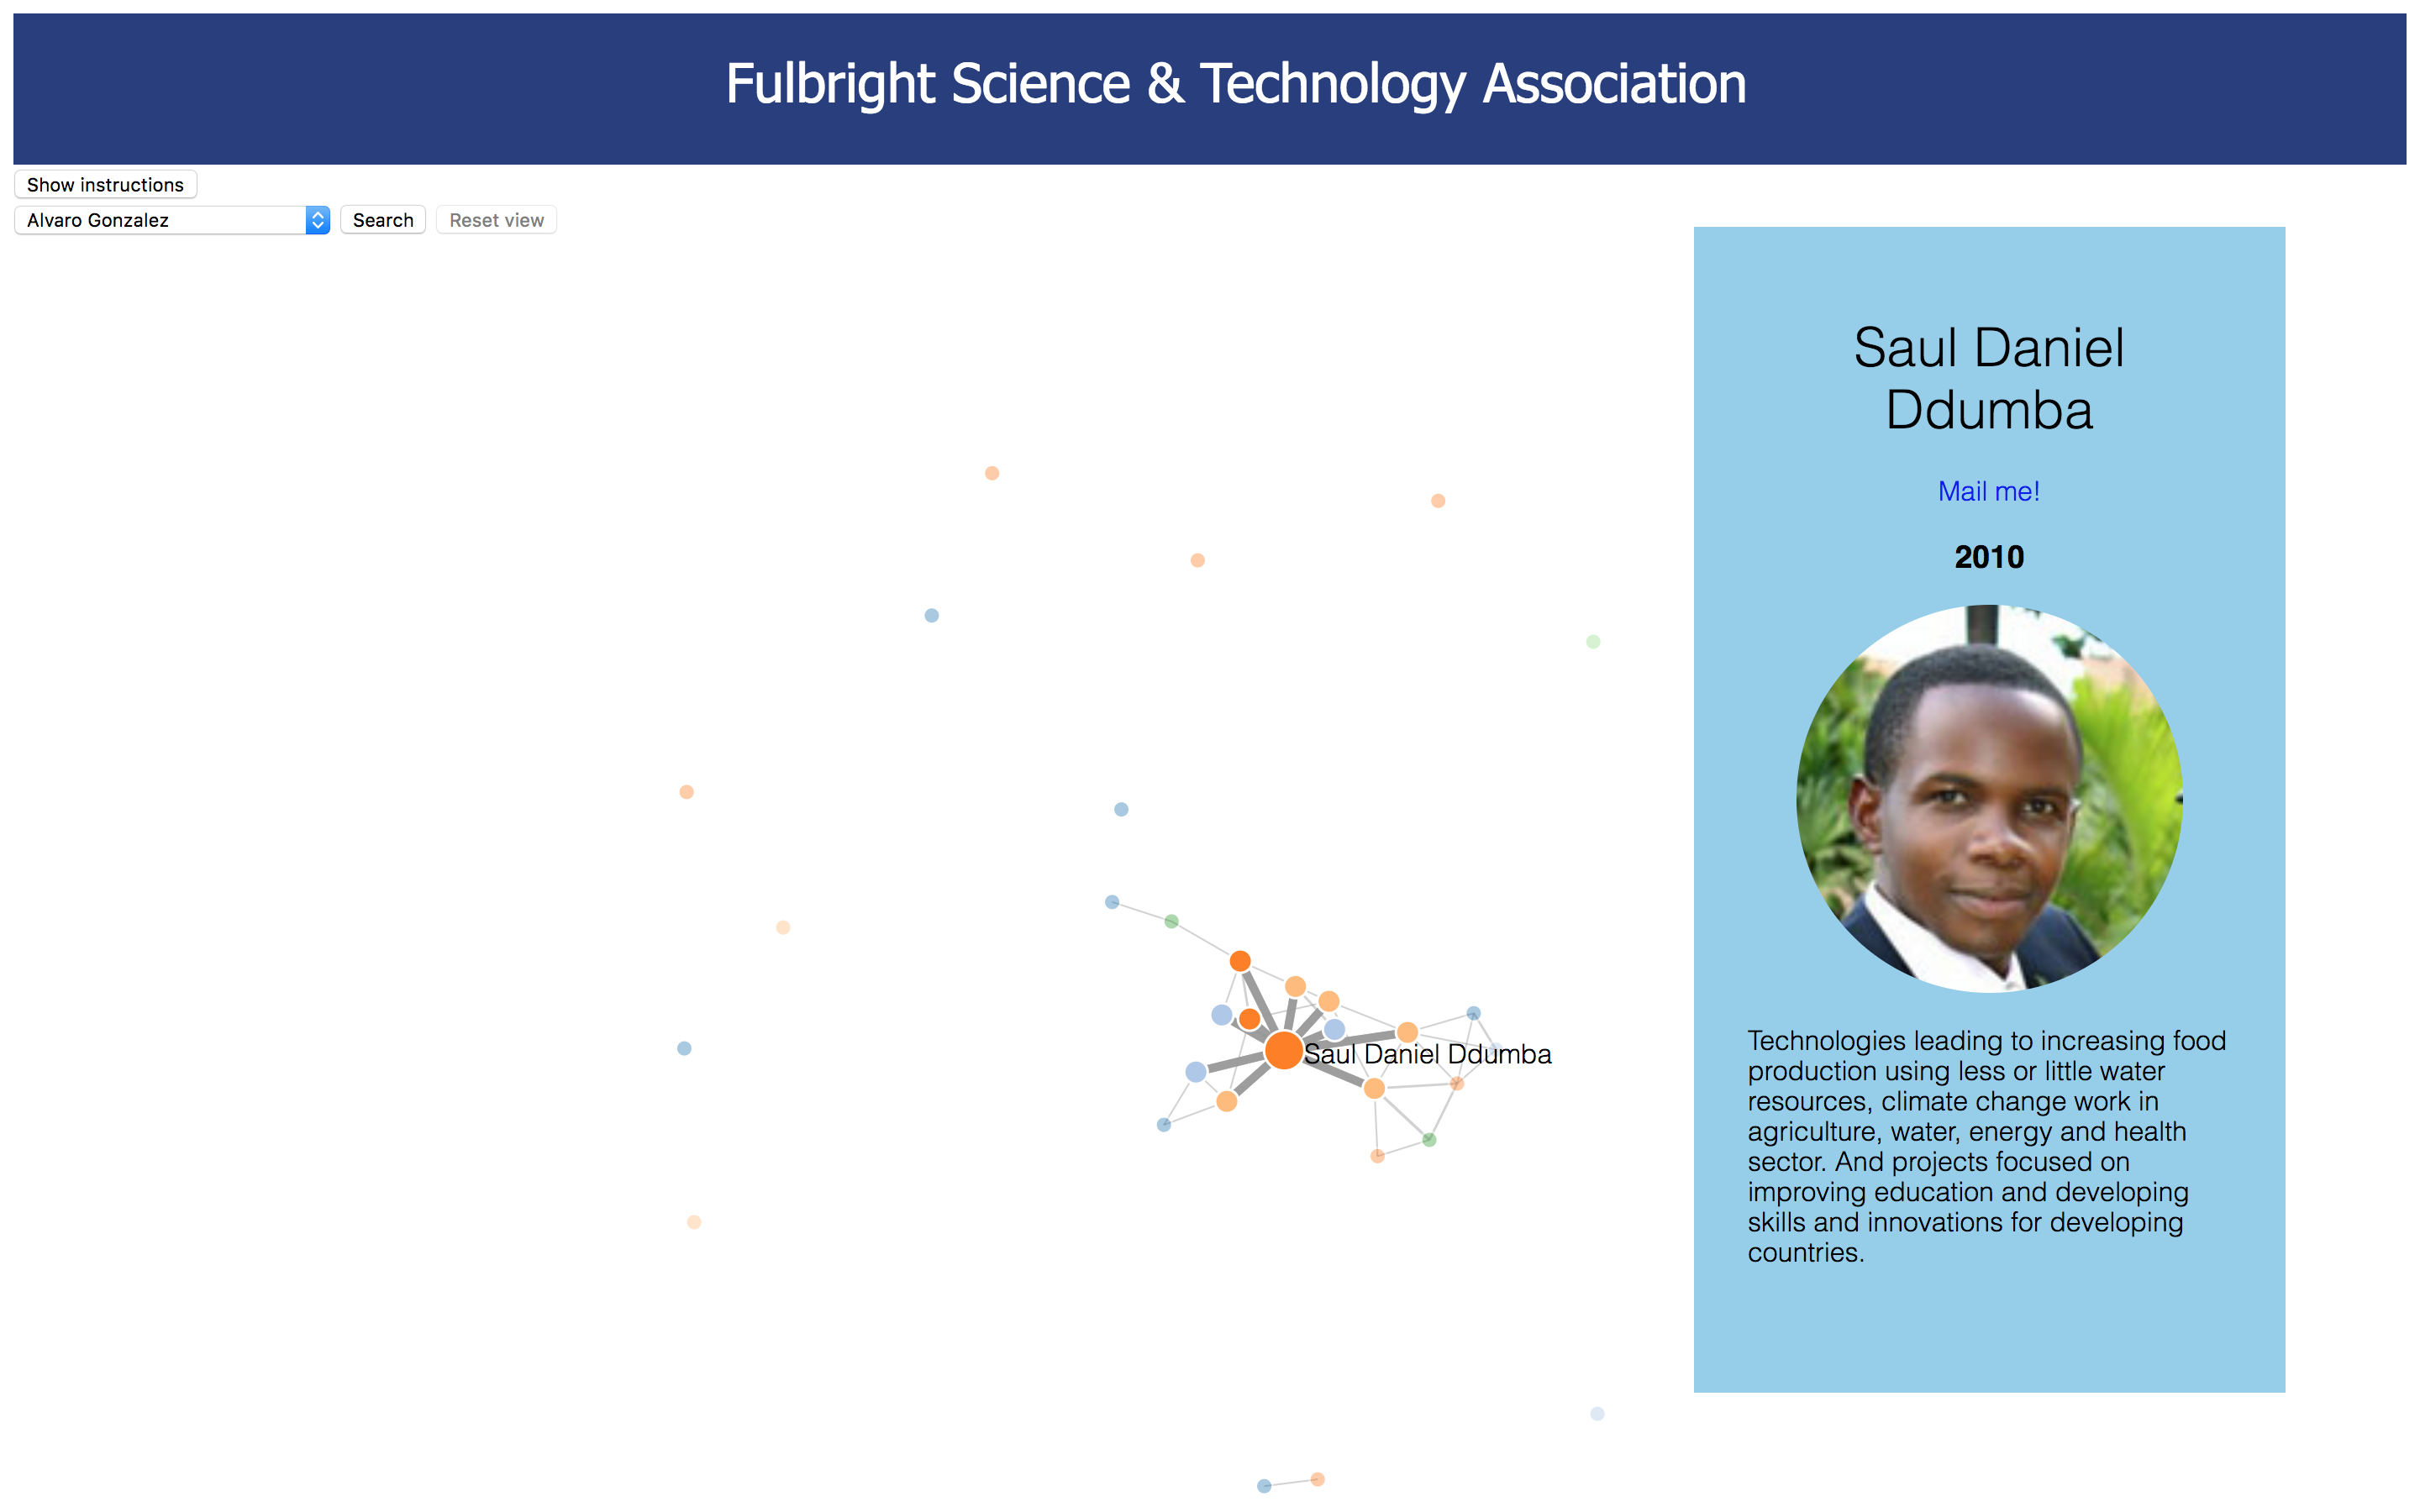 Fulbright Science & Technology Association
Show instructions
Alvaro Gonzalez
Search
Reset view
Saul Daniel
Ddumba
Mail me!
2010
Saul Daniel Ddumba
Technologies leading to increasing food
production using less or little water
resources, climate change work in
agriculture, water, energy and health
sector. And projects focused on
improving education and developing
skills and innovations for developing
countries.